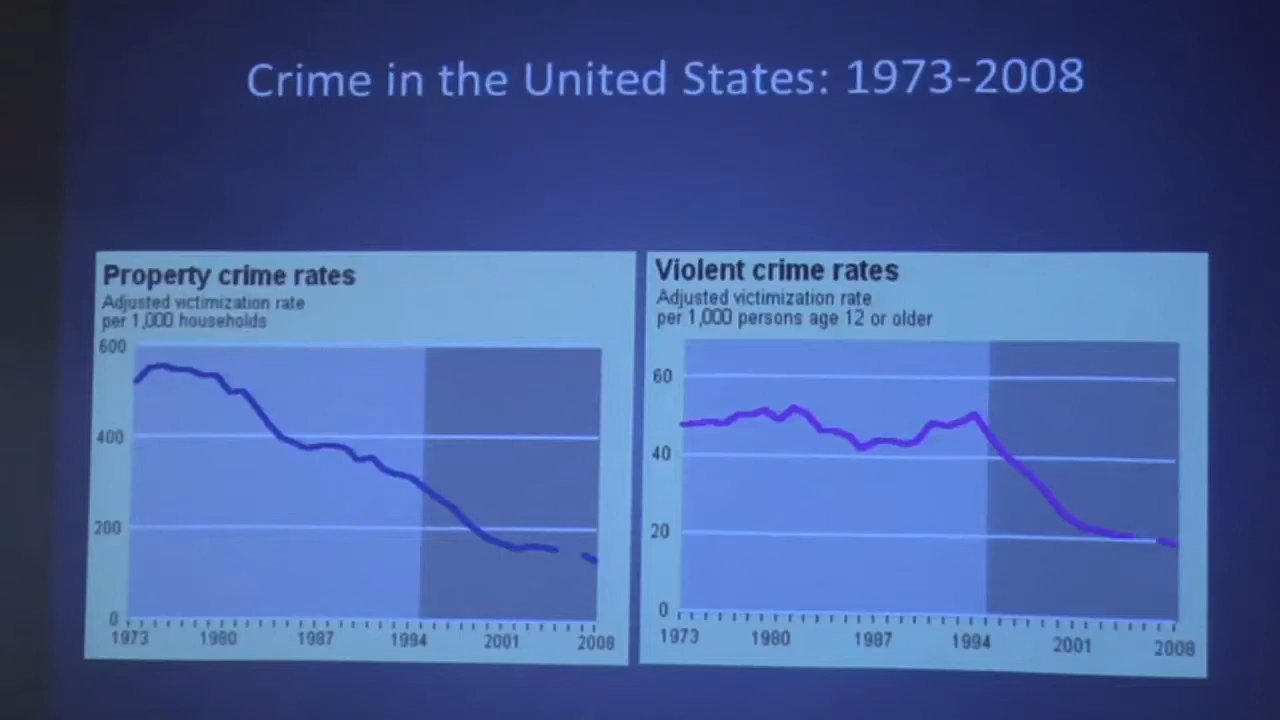 Crime in the United States: 1973-2008
Property crime rates
Adjusted victimization rate
per 1,000 households
600
400
200
0
1973 1980 1987 1994 2001 2008
Violent crime rates
Adjusted victimization rate
per 1,000 persons age 12 or older
60
40
20
0
1973 1980 1987 1994 2001 2008